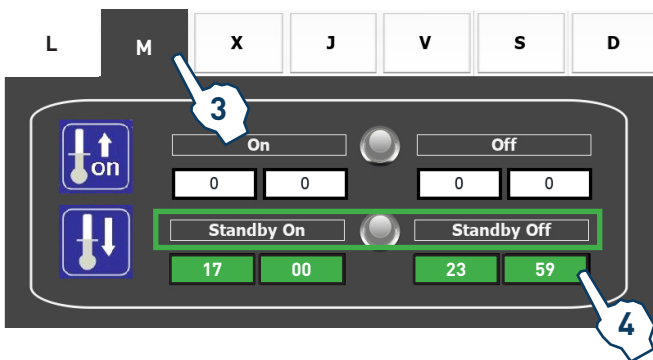 L M X J V S D
3
on
On Off
0 0 0 0
Standby On Standby Off
17 00 23 59
4